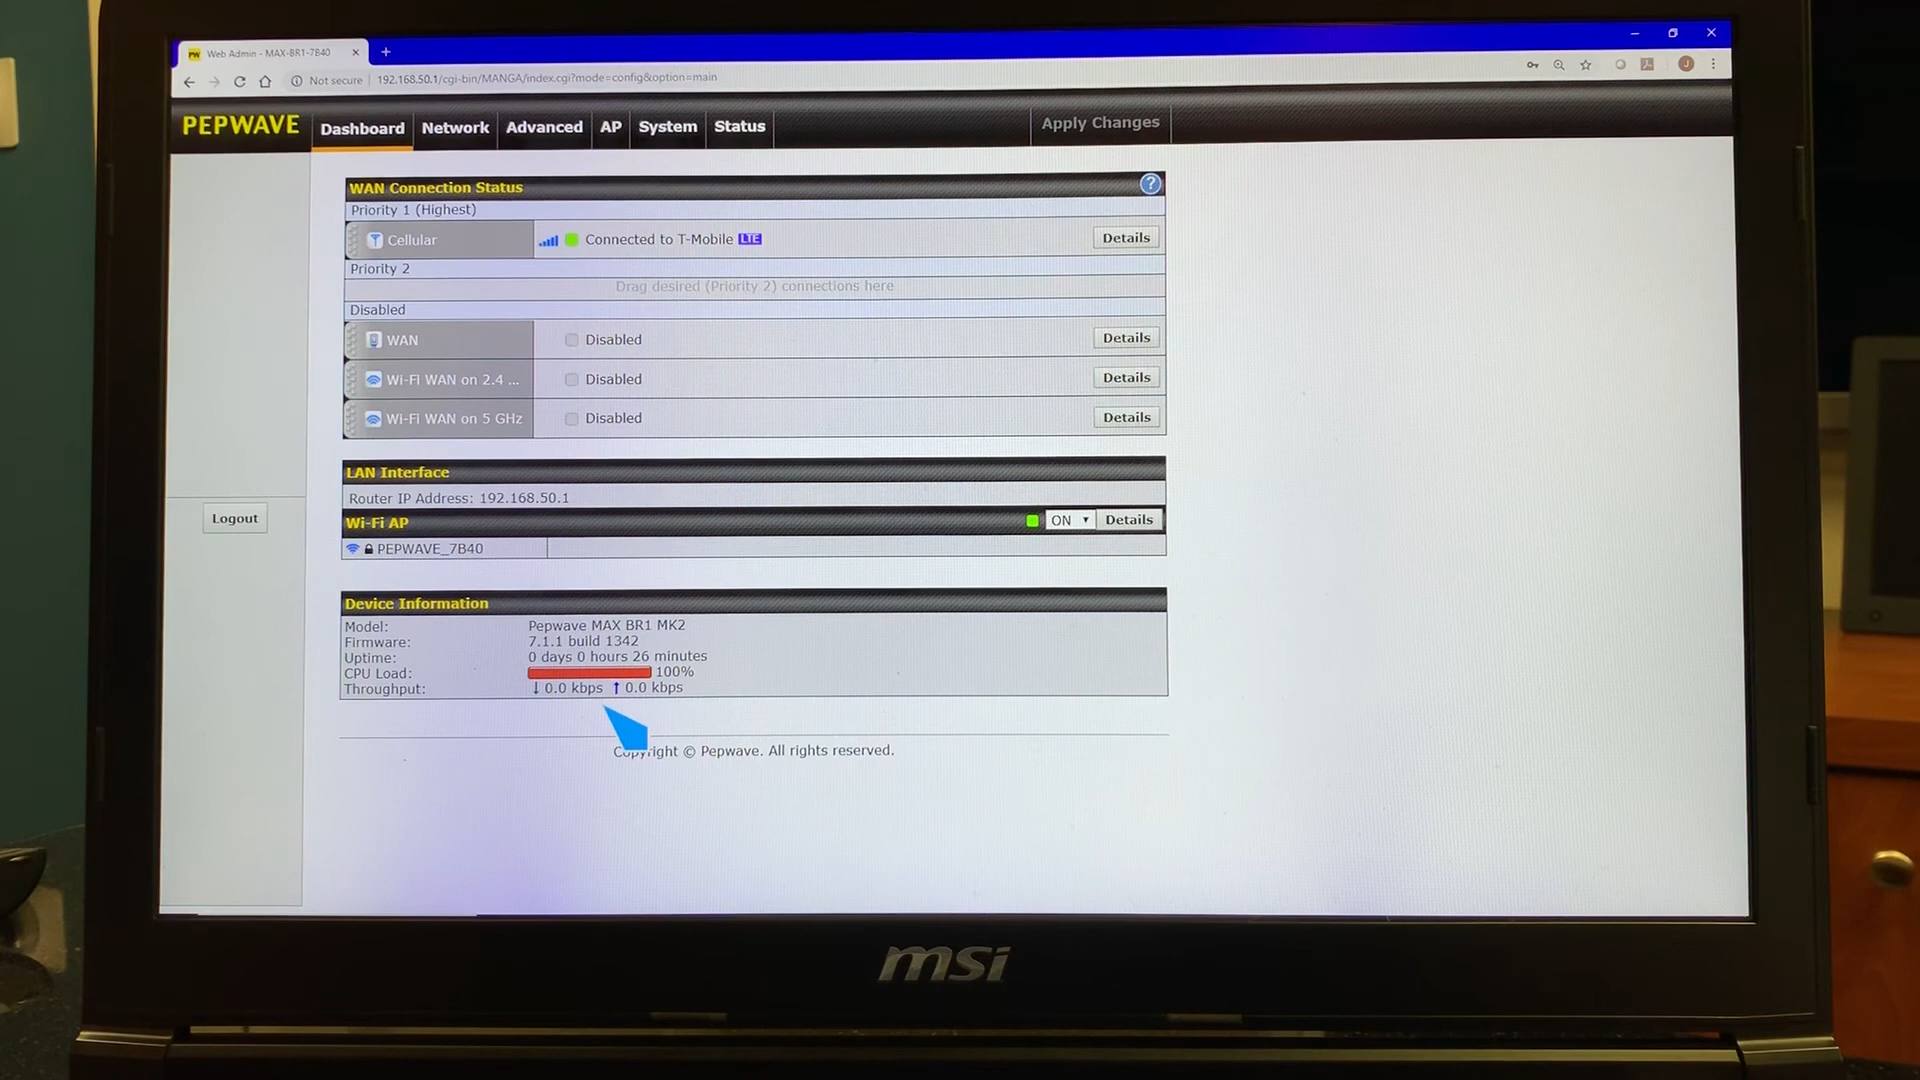 Web Admin - MAX-BR1-7B40
Not secure | 192.168.50.1/cgi-bin/MANGA/index.cgi?mode=config&option=main
J
PEPWAVE Dashboard Network Advanced AP System Status Apply Changes
WAN Connection Status ?
Priority 1 (Highest)
Cellular Connected to T-Mobile LTE Details
Priority 2
Drag desired (Priority 2) connections here
Disabled
WAN Disabled Details
Wi-Fi WAN on 2.4 ... Disabled Details
Wi-Fi WAN on 5 GHz Disabled Details
LAN Interface
Router IP Address: 192.168.50.1
Logout
Wi-Fi AP ON Details
PEPWAVE_7B40
Device Information
Model: Pepwave MAX BR1 MK2
Firmware: 7.1.1 build 1342
Uptime: 0 days 0 hours 26 minutes
CPU Load: 100%
Throughput: ↓ 0.0 kbps ↑ 0.0 kbps
Copyright © Pepwave. All rights reserved.
msi